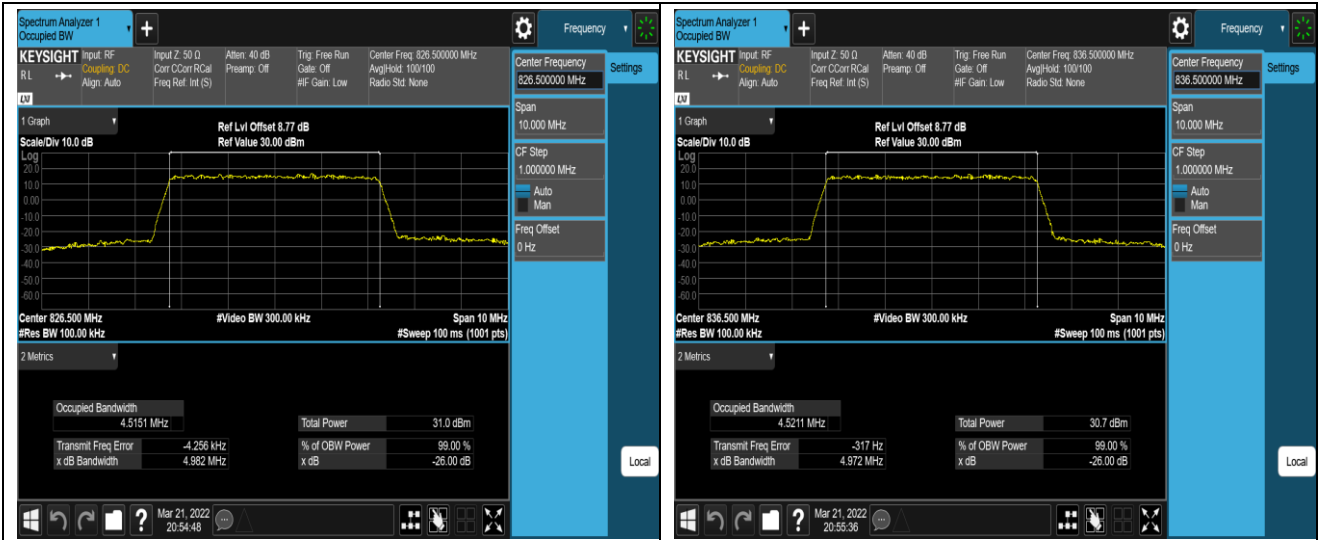 Spectrum Analyzer 1
Occupied BW
+
Frequency
KEYSIGHT Input: RF Input Z: 50 Ω Atten: 40 dB Trig: Free Run Center Freq: 826.500000 MHz
RL Coupling: DC Corr CCorr RCal Preamp: Off Gate: Off Avg|Hold: 100/100
Align: Auto Freq Ref: Int (S) #IF Gain: Low Radio Std: None
LXI
Center Frequency
826.500000 MHz
Settings
Span
10.000 MHz
CF Step
1.000000 MHz
Auto
Man
Freq Offset
0 Hz
1 Graph
Ref Lvl Offset 8.77 dB
Scale/Div 10.0 dB Ref Value 30.00 dBm
Log
20.0
10.0
0.00
-10.0
-20.0
-30.0
-40.0
-50.0
-60.0
Center 826.500 MHz #Video BW 300.00 kHz Span 10 MHz
#Res BW 100.00 kHz #Sweep 100 ms (1001 pts)
2 Metrics
Occupied Bandwidth
4.5151 MHz Total Power 31.0 dBm
Transmit Freq Error -4.256 kHz % of OBW Power 99.00 %
x dB Bandwidth 4.982 MHz x dB -26.00 dB
Local
? Mar 21, 2022
20:54:48
Spectrum Analyzer 1
Occupied BW
+
Frequency
KEYSIGHT Input: RF Input Z: 50 Ω Atten: 40 dB Trig: Free Run Center Freq: 836.500000 MHz
RL Coupling: DC Corr CCorr RCal Preamp: Off Gate: Off Avg|Hold: 100/100
Align: Auto Freq Ref: Int (S) #IF Gain: Low Radio Std: None
LXI
Center Frequency
836.500000 MHz
Settings
Span
10.000 MHz
CF Step
1.000000 MHz
Auto
Man
Freq Offset
0 Hz
1 Graph
Ref Lvl Offset 8.77 dB
Scale/Div 10.0 dB Ref Value 30.00 dBm
Log
20.0
10.0
0.00
-10.0
-20.0
-30.0
-40.0
-50.0
-60.0
Center 836.500 MHz #Video BW 300.00 kHz Span 10 MHz
#Res BW 100.00 kHz #Sweep 100 ms (1001 pts)
2 Metrics
Occupied Bandwidth
4.5211 MHz Total Power 30.7 dBm
Transmit Freq Error -317 Hz % of OBW Power 99.00 %
x dB Bandwidth 4.972 MHz x dB -26.00 dB
Local
? Mar 21, 2022
20:55:36